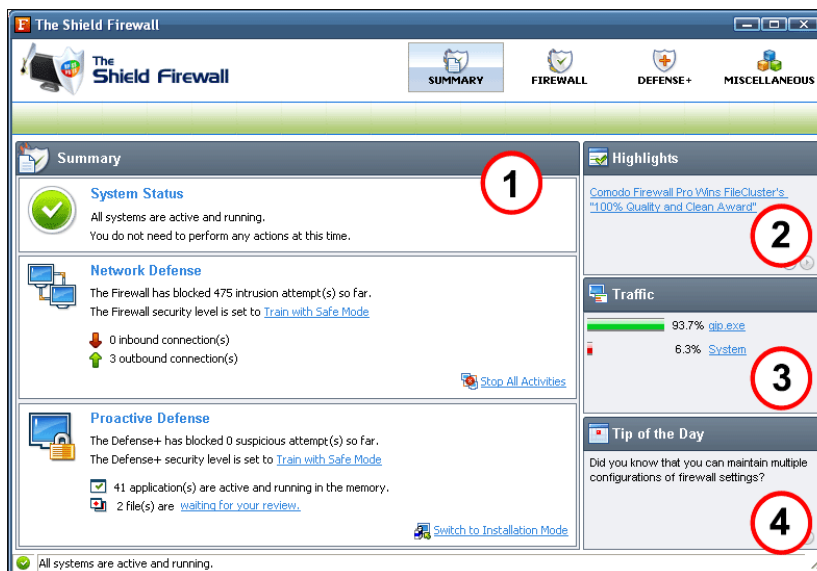 The Shield Firewall
The
Shield Firewall
SUMMARY
FIREWALL
DEFENSE+
MISCELLANEOUS
Summary
1
System Status
All systems are active and running.
You do not need to perform any actions at this time.
Network Defense
The Firewall has blocked 475 intrusion attempt(s) so far.
The Firewall security level is set to Train with Safe Mode
0 inbound connection(s)
3 outbound connection(s)
Stop All Activities
Proactive Defense
The Defense+ has blocked 0 suspicious attempt(s) so far.
The Defense+ security level is set to Train with Safe Mode
41 application(s) are active and running in the memory.
2 file(s) are waiting for your review.
Switch to Installation Mode
Highlights
Comodo Firewall Pro Wins FileCluster's
"100% Quality and Clean Award"
2
Traffic
93.7% qip.exe
6.3% System
3
Tip of the Day
Did you know that you can maintain multiple
configurations of firewall settings?
4
All systems are active and running.